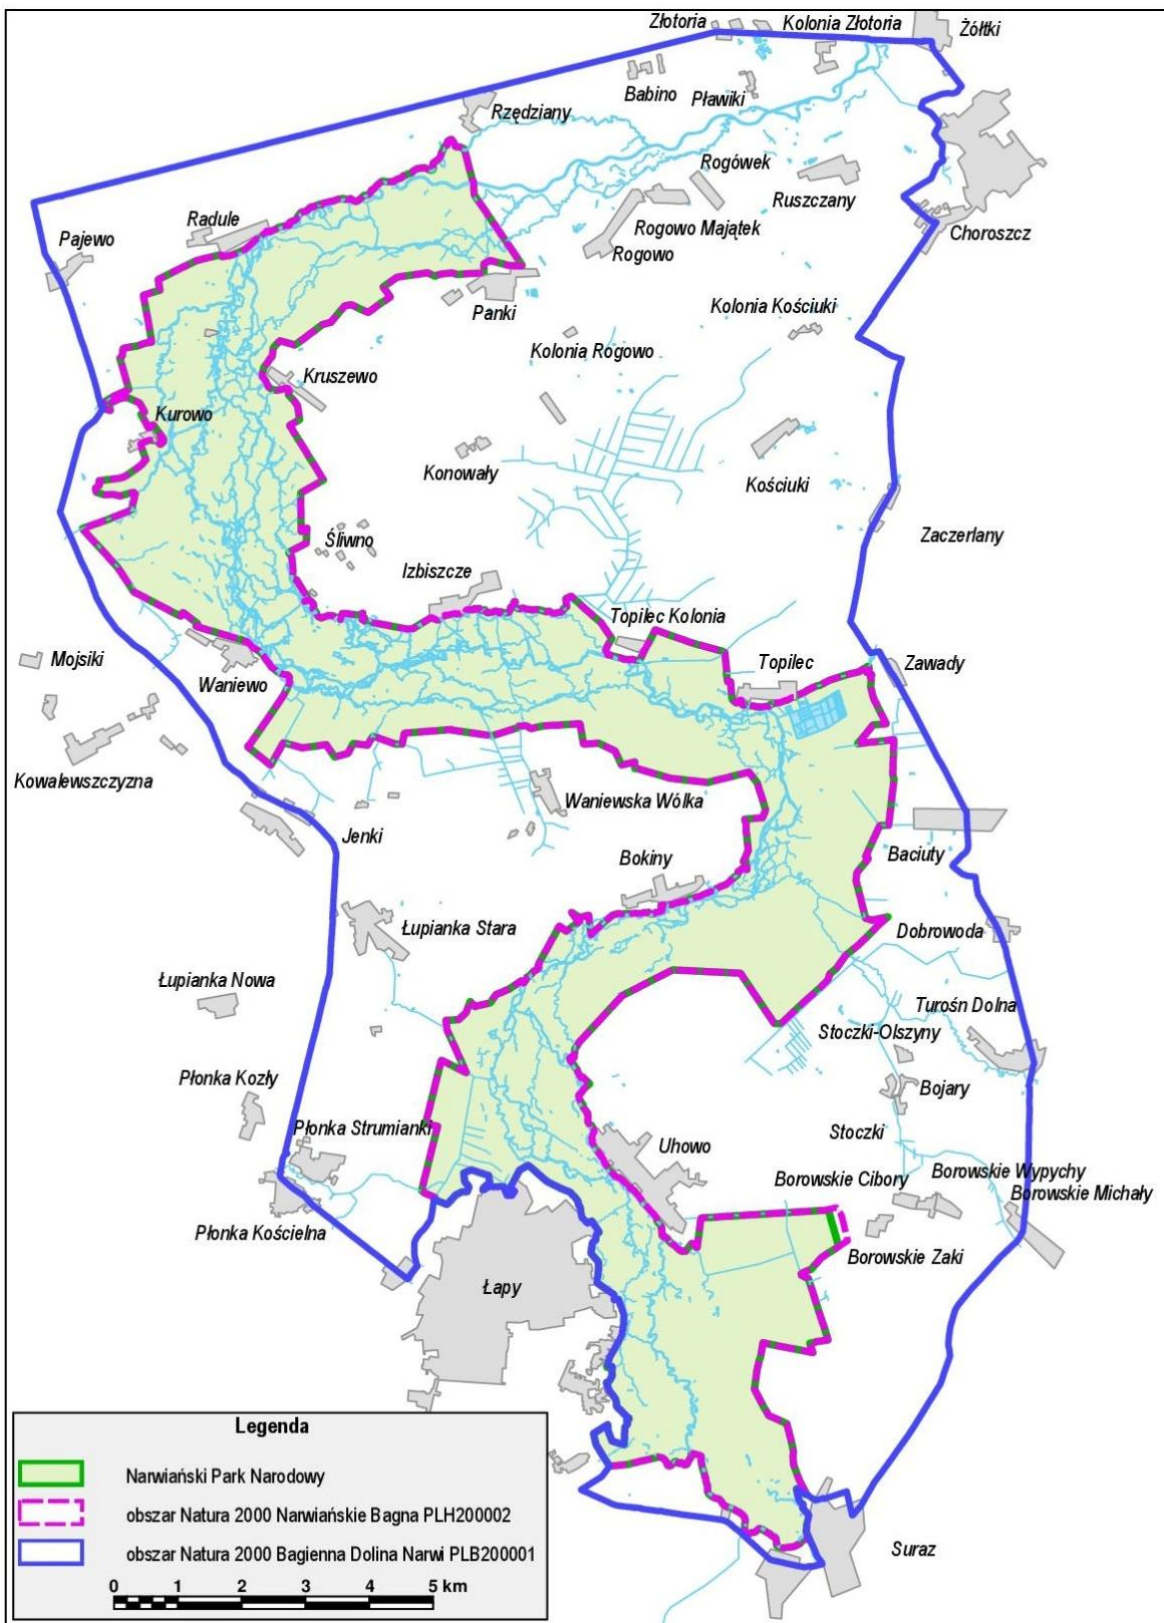 Złotoria
Kolonia Złotoria
Żółtki
Babino
Pławiki
Rzędziany
Rogówek
Ruszczany
Radule
Rogowo Majątek
Choroszcz
Pajewo
Rogowo
Panki
Kolonia Kościuki
Kolonia Rogowo
Kruszewo
Kurowo
Konowały
Kościuki
Śliwno
Zaczerlany
Izbiszcze
Topilec Kolonia
Mojsiki
Topilec
Zawady
Waniewo
Kowalewszczyzna
Waniewska Wólka
Jenki
Baciuty
Bokiny
Łupianka Stara
Dobrowoda
Łupianka Nowa
Turośn Dolna
Stoczki-Olszyny
Płonka Kozły
Bojary
Płonka Strumianki
Stoczki
Uhowo
Borowskie Cibory
Borowskie Wypychy
Borowskie Michały
Płonka Kościelna
Borowskie Zaki
Łapy
Suraz
Legenda
Narwiański Park Narodowy
obszar Natura 2000 Narwiańskie Bagna PLH200002
obszar Natura 2000 Bagienna Dolina Narwi PLB200001
0 1 2 3 4 5 km